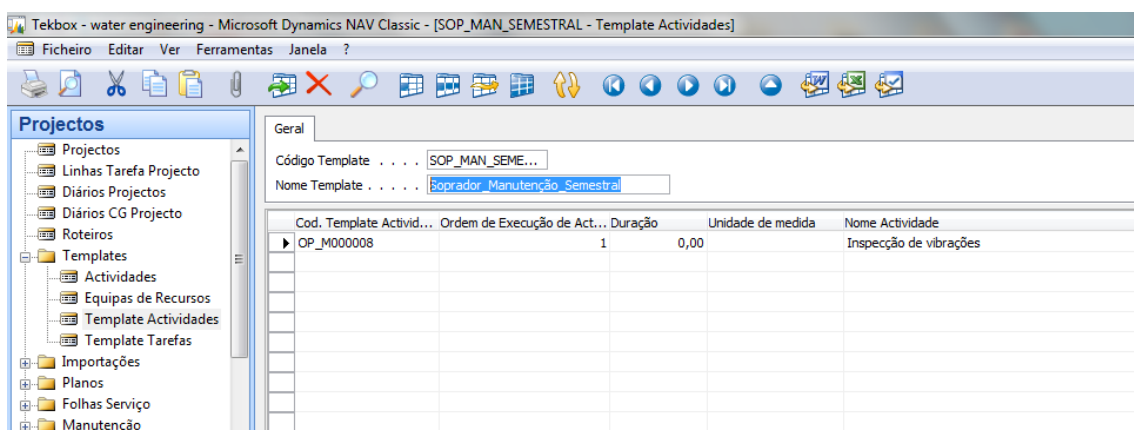 Tekbox - water engineering - Microsoft Dynamics NAV Classic - [SOP_MAN_SEMESTRAL - Template Actividades]
Ficheiro Editar Ver Ferramentas Janela ?
Projectos
Projectos
Linhas Tarefa Projecto
Diários Projectos
Diários CG Projecto
Roteiros
Templates
Actividades
Equipas de Recursos
Template Actividades
Template Tarefas
Importações
Planos
Folhas Serviço
Manutenção
Geral
Código Template . . . . SOP_MAN_SEME...
Nome Template . . . . . Soprador_Manutenção_Semestral
Cod. Template Activid... Ordem de Execução de Act... Duração Unidade de medida Nome Actividade
OP_M000008 1 0,00 Inspecção de vibrações